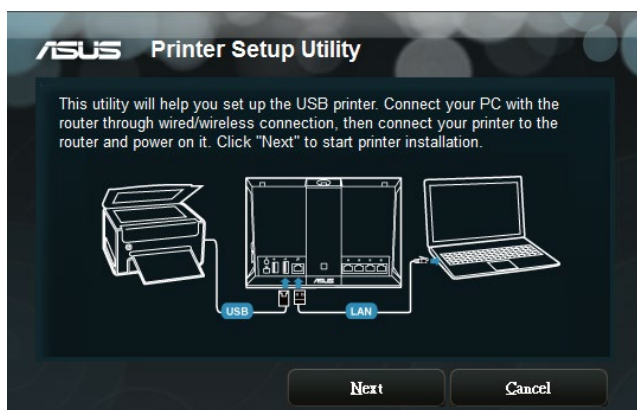 ASUS Printer Setup Utility
This utility will help you set up the USB printer. Connect your PC with the
router through wired/wireless connection, then connect your printer to the
router and power on it. Click "Next" to start printer installation.
ASUS
USB
LAN
Next
Cancel